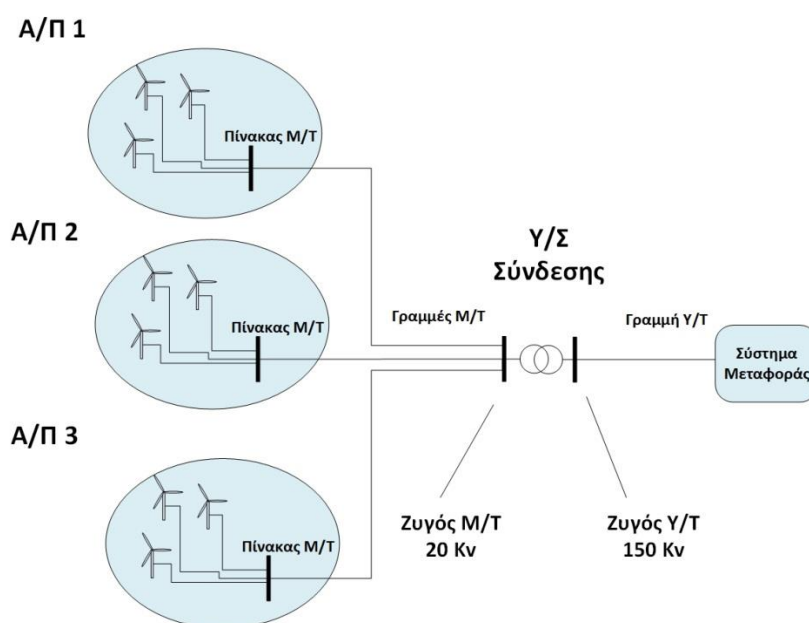 Α/Π 1
Πίνακας Μ/Τ
Α/Π 2
Πίνακας Μ/Τ
Α/Π 3
Πίνακας Μ/Τ
Γραμμές Μ/Τ
Υ/Σ
Σύνδεσης
Γραμμή Υ/Τ
Σύστημα
Μεταφοράς
Ζυγός Μ/Τ
20 Kv
Ζυγός Υ/Τ
150 Kv